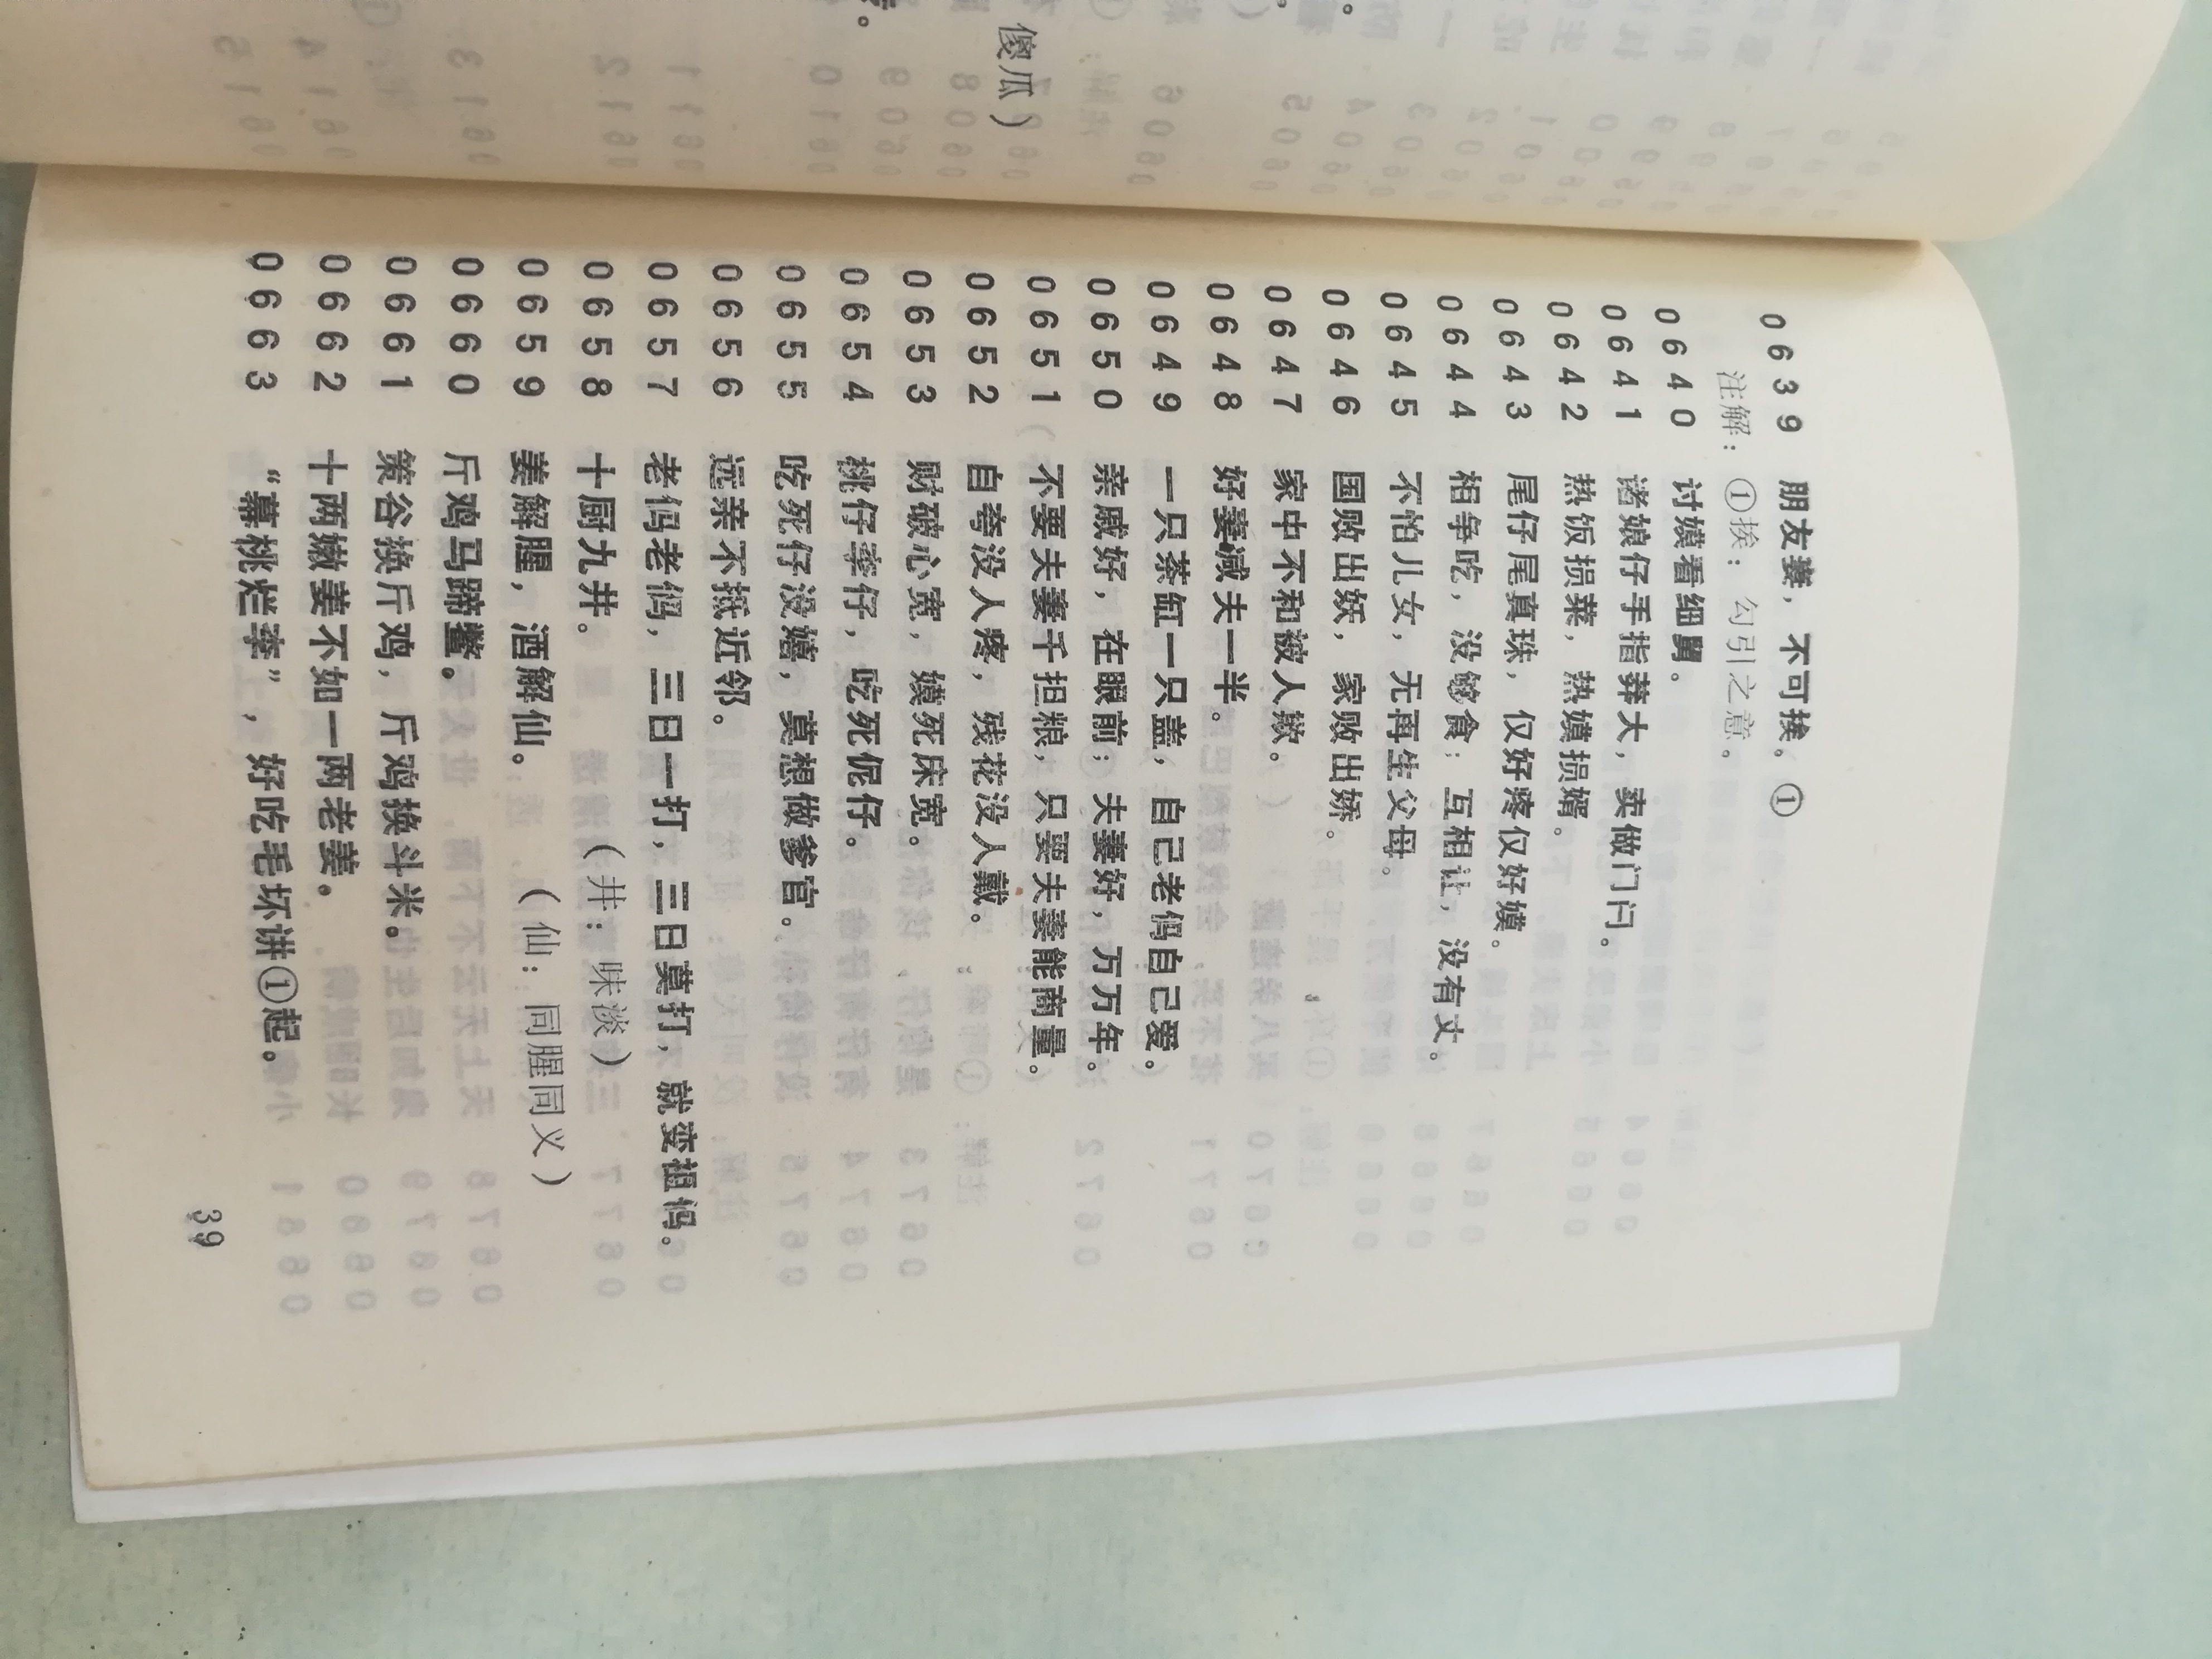 傻瓜）
0639 朋友妻，不可挨。①
注解：①挨：勾引之意。
0640 讨嫫看细舅。
0641 诸娘仔手指莽大，卖做门闩。
0642 热饭损菜，热嫫损婿。
0643 尾仔尾真珠，仅好疼仅好嫫。
0644 相争吃，没够食；互相让，没有丈。
0645 不怕儿女，无再生父母。
0646 国败出妖，家败出娇。
0647 家中不和被人欺。
0648 好妻减夫一半。
0649 一只茶缸一只盖，自己老伲自己爱。
0650 亲戚好，在眼前；夫妻好，万万年。
0651 不要夫妻千担粮，只要夫妻能商量。
0652 自夸没人疼，残花没人戴。
0653 财破心宽，嫫死床宽。
0654 桃仔李仔，吃死伲仔。
0655 吃死仔没嬉，莫想做爹官。
0656 远亲不抵近邻。
0657 老㐷老㐷，三日一打，三日莫打，就变祖㐷。
0658 十厨九井。（井：味淡）
0659 姜解腥，酒解仙。（仙：同腥同义）
0660 斤鸡马蹄鳖。
0661 策谷换斤鸡，斤鸡换斗米。
0662 十两嫩姜不如一两老姜。
0663 “幕桃烂李”，好吃毛坏讲①起。
39